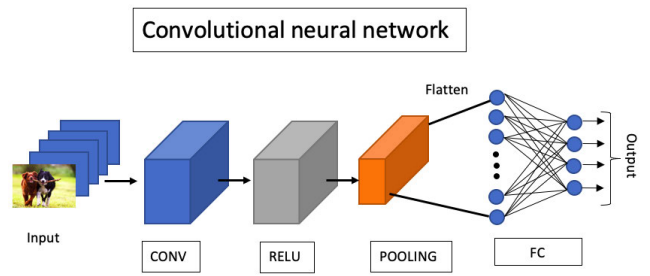 Convolutional neural network
Flatten
Output
Input
CONV
RELU
POOLING
FC